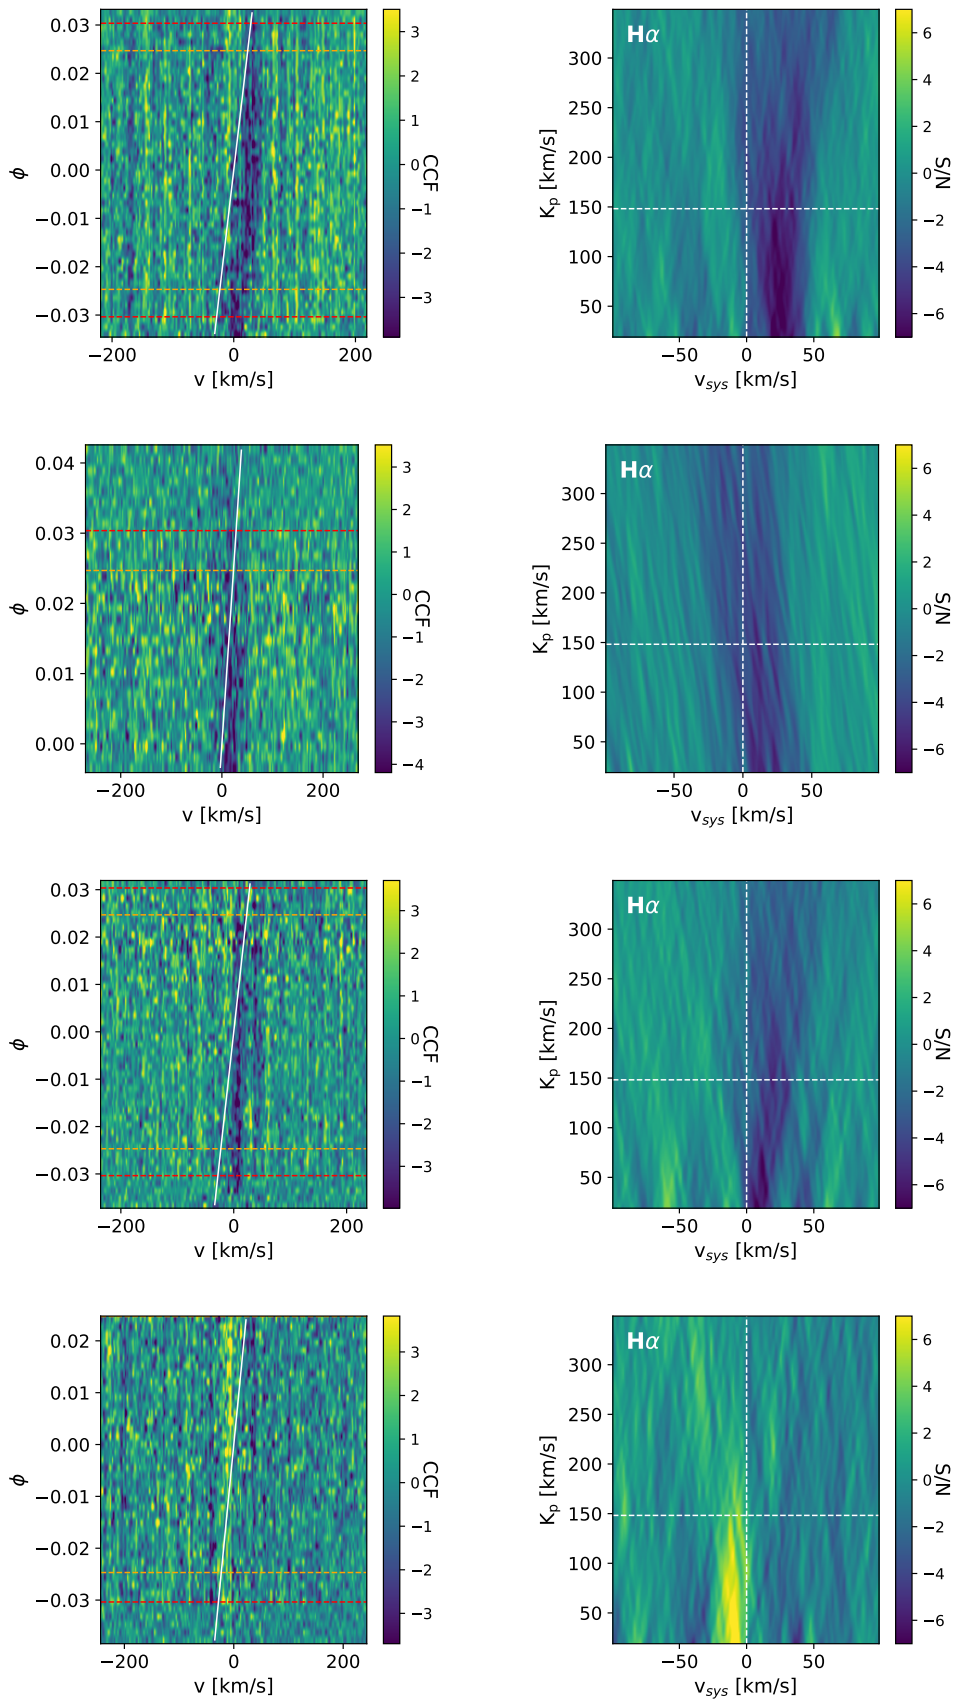 0.03
0.02
0.01
0.00
−0.01
−0.02
−0.03
ϕ
−200 0 200
v [km/s]
3
2
1
0
−1
−2
−3
CCF
Hα
350
300
250
200
150
100
50
K_p [km/s]
−50 0 50
v_sys [km/s]
6
4
2
0
−2
−4
−6
S/N
0.04
0.03
0.02
0.01
0.00
ϕ
−200 0 200
v [km/s]
3
2
1
0
−1
−2
−3
−4
CCF
Hα
300
250
200
150
100
50
K_p [km/s]
−50 0 50
v_sys [km/s]
6
4
2
0
−2
−4
−6
S/N
0.03
0.02
0.01
0.00
−0.01
−0.02
−0.03
ϕ
−200 0 200
v [km/s]
3
2
1
0
−1
−2
−3
CCF
Hα
300
250
200
150
100
50
K_p [km/s]
−50 0 50
v_sys [km/s]
6
4
2
0
−2
−4
−6
S/N
0.02
0.01
0.00
−0.01
−0.02
−0.03
ϕ
−200 0 200
v [km/s]
3
2
1
0
−1
−2
−3
CCF
Hα
300
250
200
150
100
50
K_p [km/s]
−50 0 50
v_sys [km/s]
6
4
2
0
−2
−4
−6
S/N